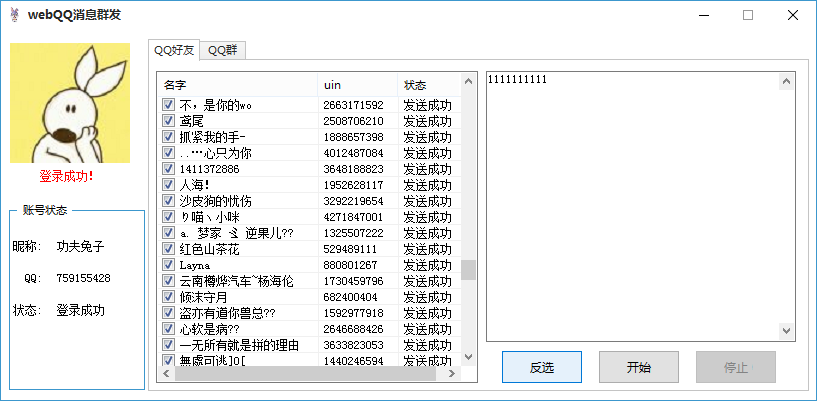 webQQ消息群发
登录成功!
账号状态
昵称: 功夫兔子
QQ: 759155428
状态: 登录成功
QQ好友 QQ群
名字 uin 状态
不，是你的wo 2663171592 发送成功
鸢尾 2508706210 发送成功
抓紧我的手- 1888657398 发送成功
..…心只为你 4012487084 发送成功
1411372886 3648188823 发送成功
人海! 1952628117 发送成功
沙皮狗的忧伤 3292219654 发送成功
り喵ヽ小咪 4271847001 发送成功
a. 梦家 逆果儿?? 1325507222 发送成功
红色山茶花 529489111 发送成功
Layna 880801267 发送成功
云南樽烨汽车~杨海伦 1730459796 发送成功
倾沫守月 682400404 发送成功
盗亦有道你兽总?? 1592977918 发送成功
心软是病?? 2646688426 发送成功
一无所有就是拼的理由 3633823053 发送成功
無處可逃]0[ 1440246594 发送成功
1111111111
反选 开始 停止